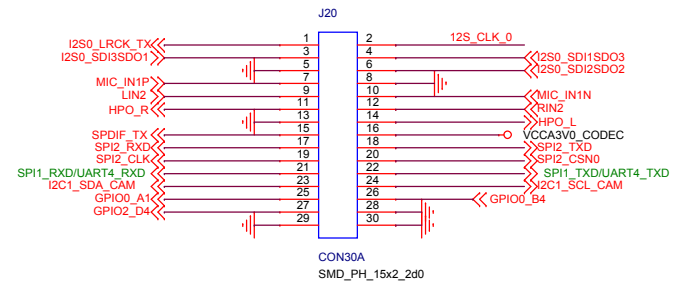 J20
1 2 12S_CLK_0
I2S0_LRCK_TX 3 4 I2S0_SDI1SDO3
I2S0_SDI3SDO1 5 6 I2S0_SDI2SDO2
MIC_IN1P 7 8
LIN2 9 10 MIC_IN1N
HPO_R 11 12 RIN2
13 14 HPO_L
SPDIF_TX 15 16 VCCA3V0_CODEC
SPI2_RXD 17 18 SPI2_TXD
SPI2_CLK 19 20 SPI2_CSN0
SPI1_RXD/UART4_RXD 21 22 SPI1_TXD/UART4_TXD
I2C1_SDA_CAM 23 24 I2C1_SCL_CAM
GPIO0_A1 25 26 GPIO0_B4
GPIO2_D4 27 28
29 30
CON30A
SMD_PH_15x2_2d0